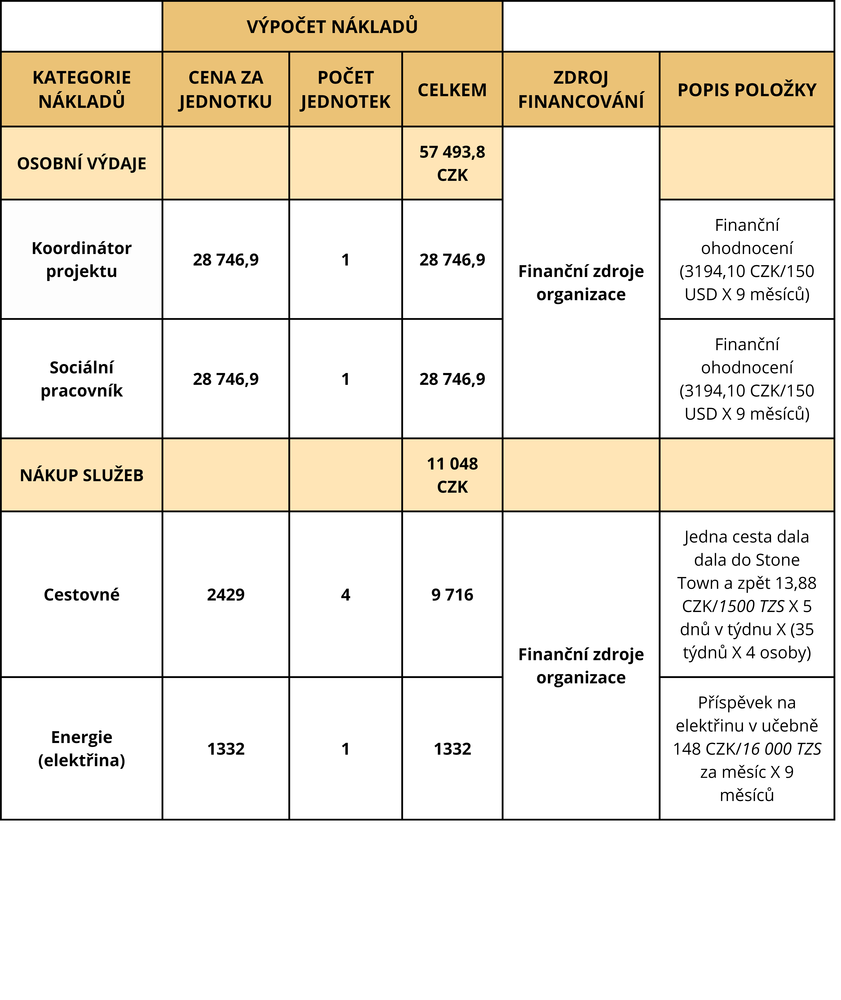 VÝPOČET NÁKLADŮ
KATEGORIE
NÁKLADŮ
CENA ZA
JEDNOTKU
POČET
JEDNOTEK
CELKEM
ZDROJ
FINANCOVÁNÍ
POPIS POLOŽKY
OSOBNÍ VÝDAJE
57 493,8
CZK
Finanční zdroje
organizace
Koordinátor
projektu
28 746,9
1
28 746,9
Finanční
ohodnocení
(3194,10 CZK/150
USD X 9 měsíců)
Sociální
pracovník
28 746,9
1
28 746,9
Finanční
ohodnocení
(3194,10 CZK/150
USD X 9 měsíců)
NÁKUP SLUŽEB
11 048
CZK
Cestovné
2429
4
9 716
Finanční zdroje
organizace
Jedna cesta dala
dala do Stone
Town a zpět 13,88
CZK/1500 TZS X 5
dnů v týdnu X (35
týdnů X 4 osoby)
Energie
(elektřina)
1332
1
1332
Příspěvek na
elektřinu v učebně
148 CZK/16 000 TZS
za měsíc X 9
měsíců